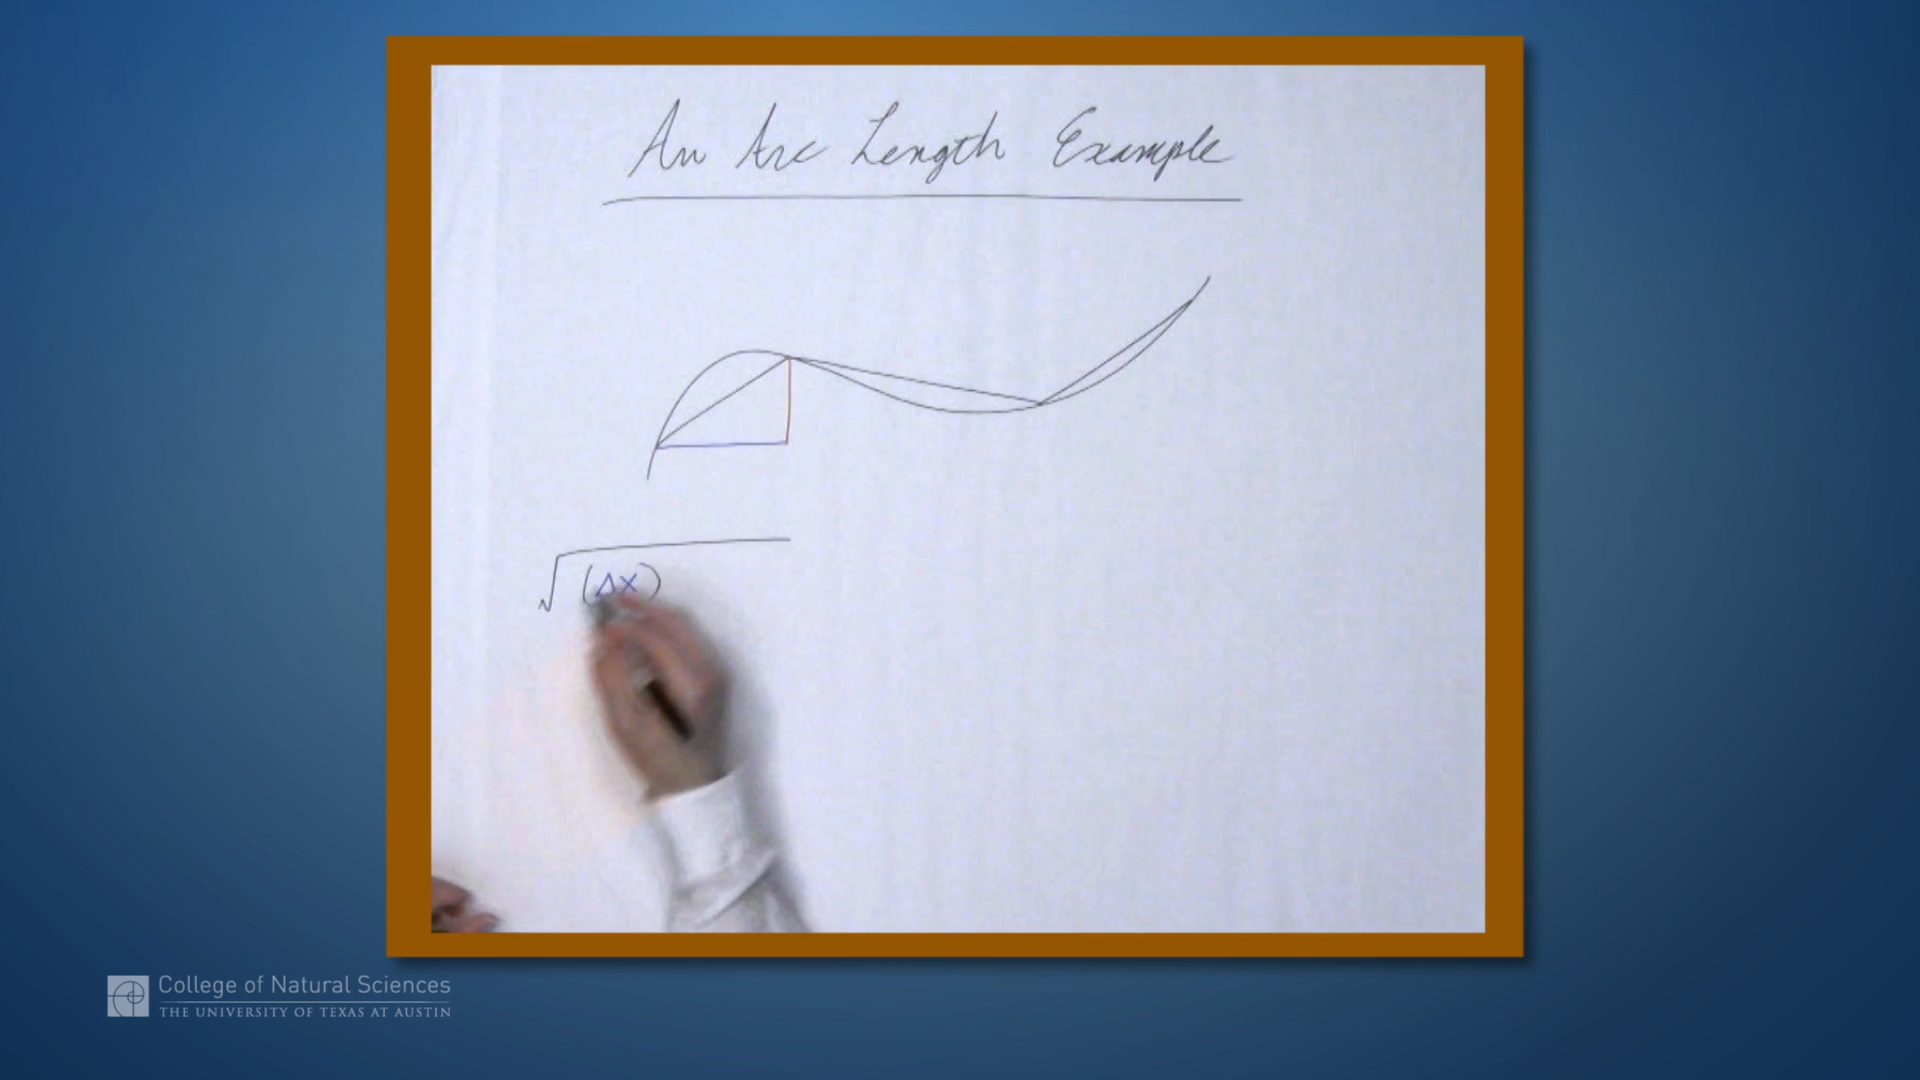 An Arc Length Example
√(Δx)
College of Natural Sciences
THE UNIVERSITY OF TEXAS AT AUSTIN